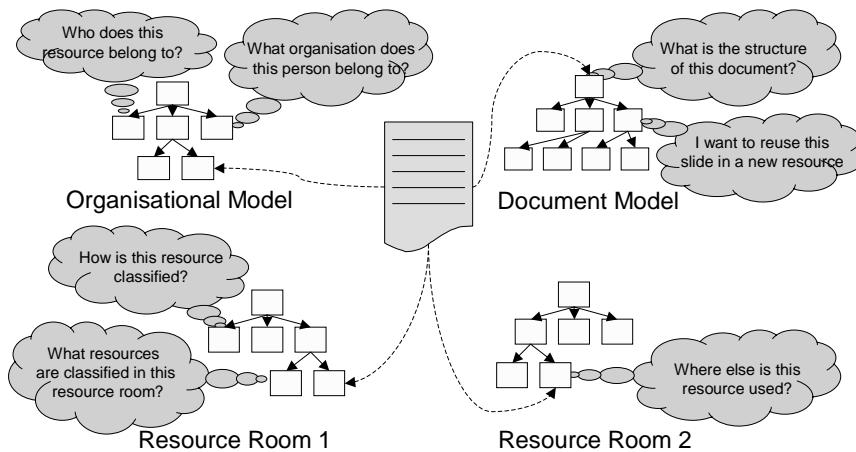 Who does this
resource belong to?
What organisation does
this person belong to?
Organisational Model
What is the structure
of this document?
I want to reuse this
slide in a new resource
Document Model
How is this resource
classified?
What resources
are classified in this
resource room?
Resource Room 1
Where else is this
resource used?
Resource Room 2